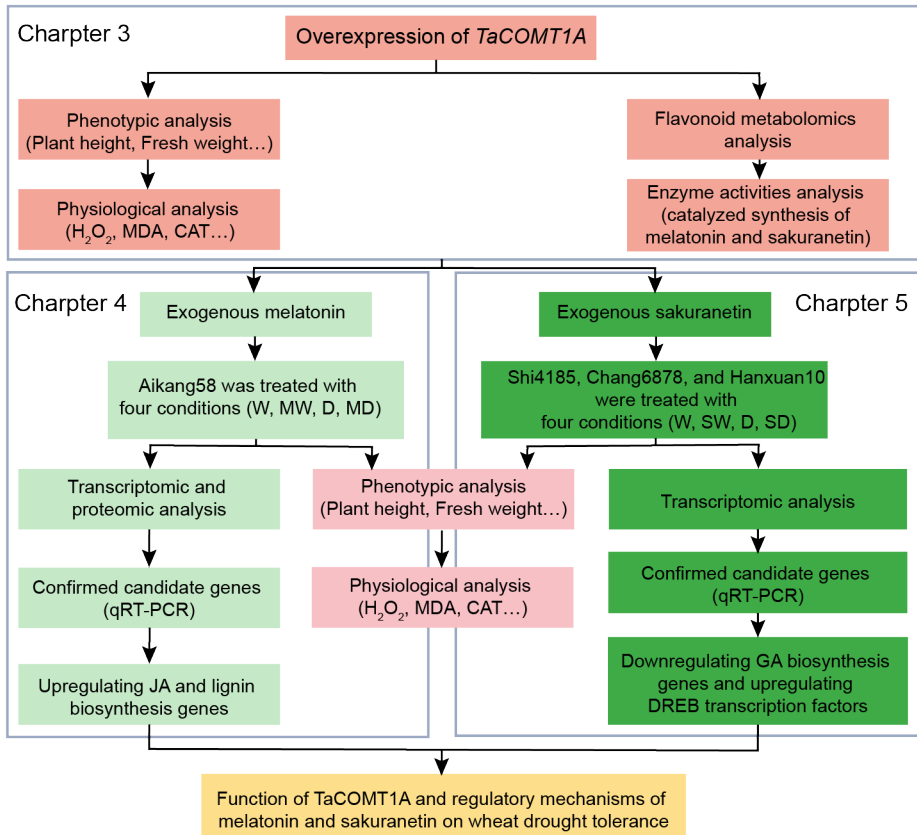 Charpter 3
Overexpression of TaCOMT1A
Phenotypic analysis
(Plant height, Fresh weight…)
Physiological analysis
(H₂O₂, MDA, CAT…)
Flavonoid metabolomics
analysis
Enzyme activities analysis
(catalyzed synthesis of
melatonin and sakuranetin)
Charpter 4
Exogenous melatonin
Aikang58 was treated with
four conditions (W, MW, D, MD)
Transcriptomic and
proteomic analysis
Confirmed candidate genes
(qRT-PCR)
Upregulating JA and lignin
biosynthesis genes
Phenotypic analysis
(Plant height, Fresh weight…)
Physiological analysis
(H₂O₂, MDA, CAT…)
Charpter 5
Exogenous sakuranetin
Shi4185, Chang6878, and Hanxuan10
were treated with
four conditions (W, SW, D, SD)
Transcriptomic analysis
Confirmed candidate genes
(qRT-PCR)
Downregulating GA biosynthesis
genes and upregulating
DREB transcription factors
Function of TaCOMT1A and regulatory mechanisms of
melatonin and sakuranetin on wheat drought tolerance